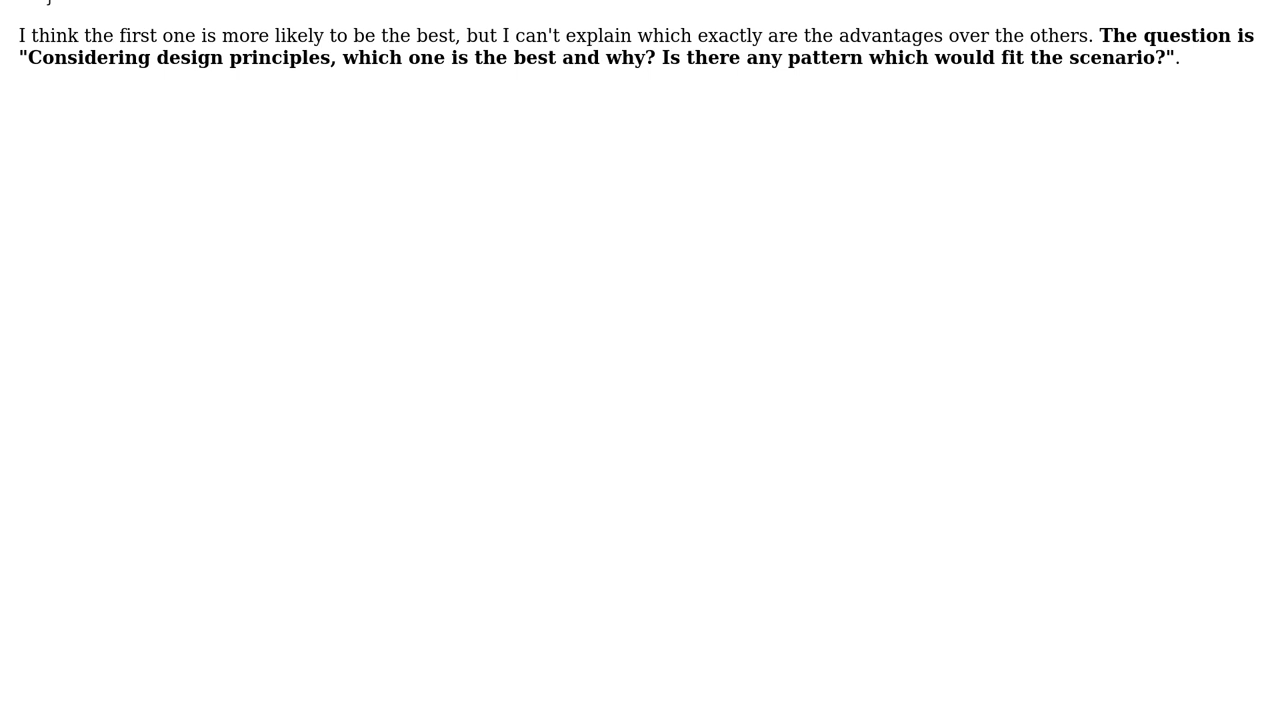 I think the first one is more likely to be the best, but I can't explain which exactly are the advantages over the others. The question is
"Considering design principles, which one is the best and why? Is there any pattern which would fit the scenario?".